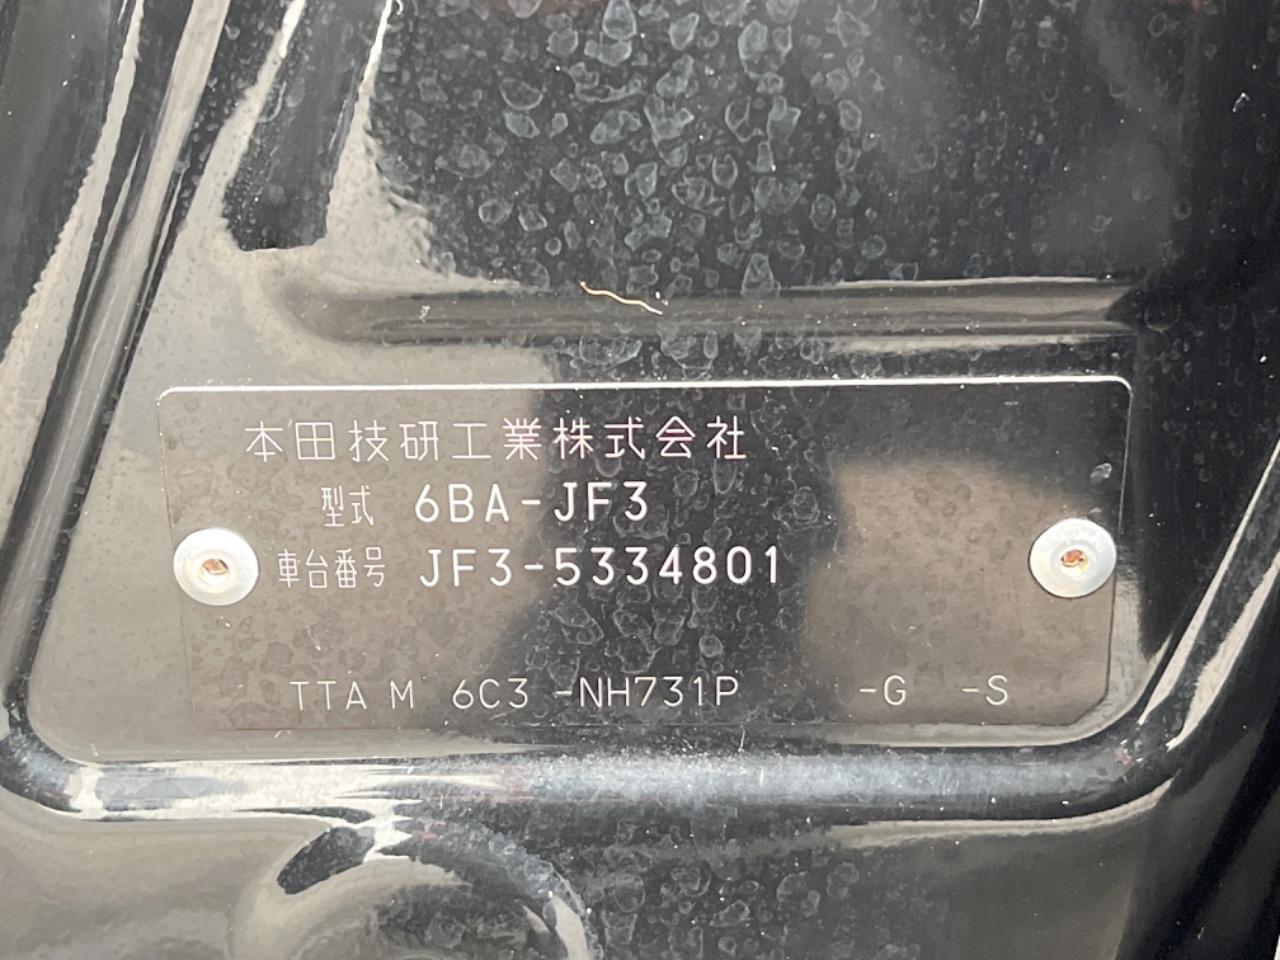 本田技研工業株式会社
型式 6BA-JF3
車台番号 JF3-5334801
TTA M 6C3 -NH731P -G -S